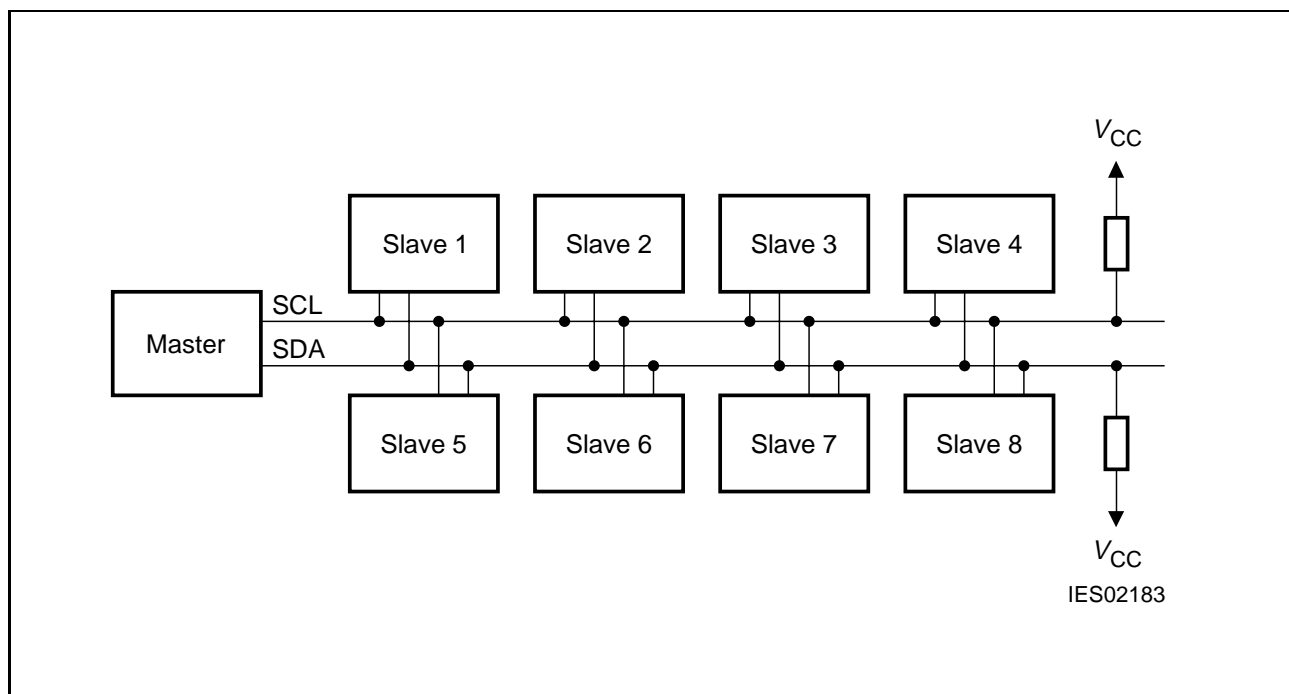 V_CC
Slave 1
Slave 2
Slave 3
Slave 4
SCL
Master
SDA
Slave 5
Slave 6
Slave 7
Slave 8
V_CC
IES02183